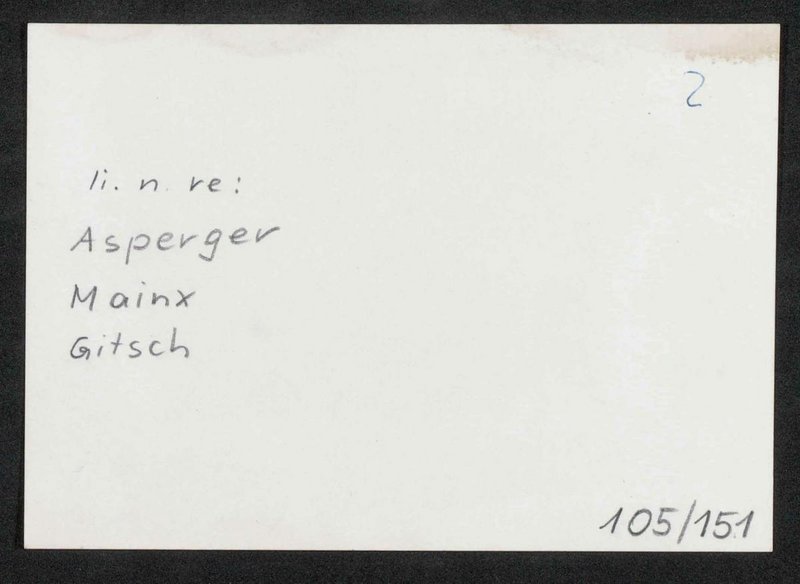 2
li. n. re:
Asperger
Mainx
Gitsch
105/151